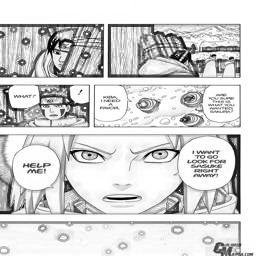 KIBA,
I NEED
A
FAVOR.
WHAT?
ARE
YOU SURE
THIS IS
WHAT YOU
WANTED,
SAKURA?
HELP
ME!
I WANT
TO GO
LOOK FOR
SASUKE
RIGHT
AWAY!